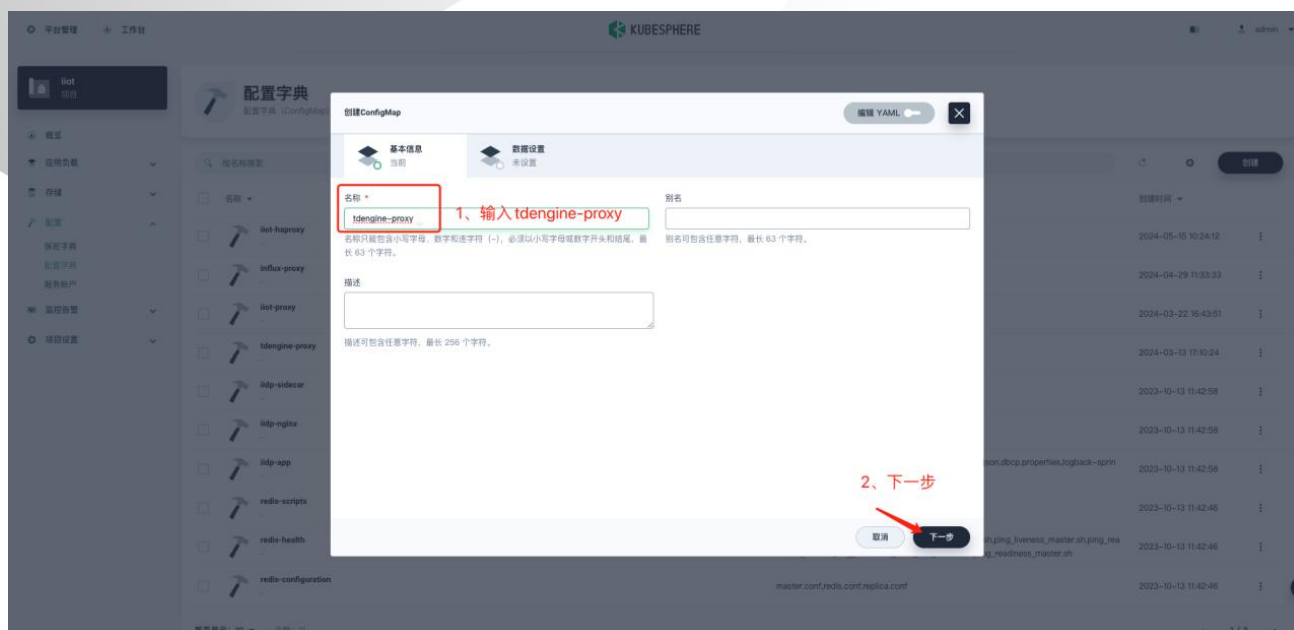 平台管理 工作台
KUBESPHERE
admin
iiot
项目
配置字典
配置字典 (ConfigMap)
创建ConfigMap
编辑 YAML
概览
应用负载
存储
配置
保密字典
配置字典
服务帐户
监控告警
项目设置
基本信息
当前
数据设置
未设置
按名称搜索
创建
名称
创建时间
名称 *
tdengine-proxy
1、输入tdengine-proxy
名称只能包含小写字母、数字和连字符（-），必须以小写字母或数字开头和结尾，最
长 63 个字符。
别名
别名可包含任意字符，最长 63 个字符。
描述
描述可包含任意字符，最长 256 个字符。
2、下一步
取消
下一步
iiot-haproxy
2024-05-15 10:24:12
influx-proxy
2024-04-29 11:33:33
iiot-proxy
2024-03-22 16:43:51
tdengine-proxy
2024-03-13 17:10:24
iidp-sidecar
2023-10-13 11:42:58
iidp-nginx
2023-10-13 11:42:58
iidp-app
son,dbcp.properties,logback-sprin
2023-10-13 11:42:58
redis-scripts
2023-10-13 11:42:46
redis-health
sh,ping_liveness_master.sh,ping_rea
g_readiness_master.sh
2023-10-13 11:42:46
redis-configuration
master.conf,redis.conf,replica.conf
2023-10-13 11:42:46